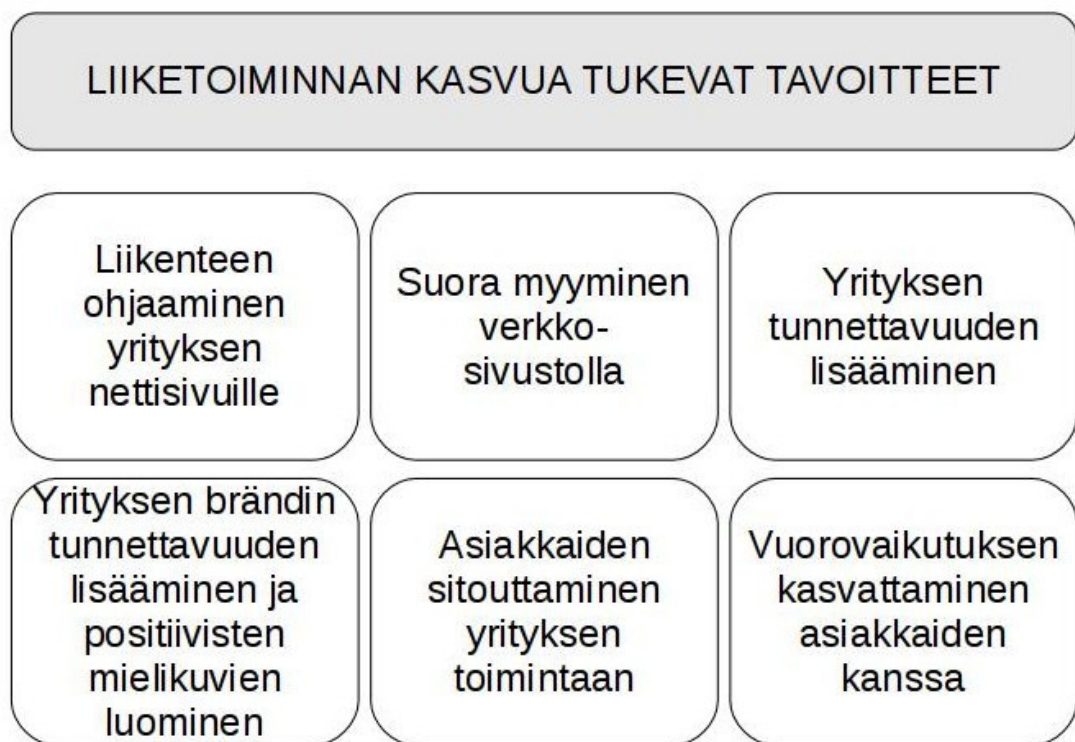 LIIKETOIMINNAN KASVUA TUKEVAT TAVOITTEET
Liikenteen
ohjaaminen
yrityksen
nettisivuille
Suora myyminen
verkko-
sivustolla
Yrityksen
tunnettavuuden
lisääminen
Yrityksen brändin
tunnettavuuden
lisääminen ja
positiivisten
mielikuvien
luominen
Asiakkaiden
sitouttaminen
yrityksen
toimintaan
Vuorovaikutuksen
kasvattaminen
asiakkaiden
kanssa